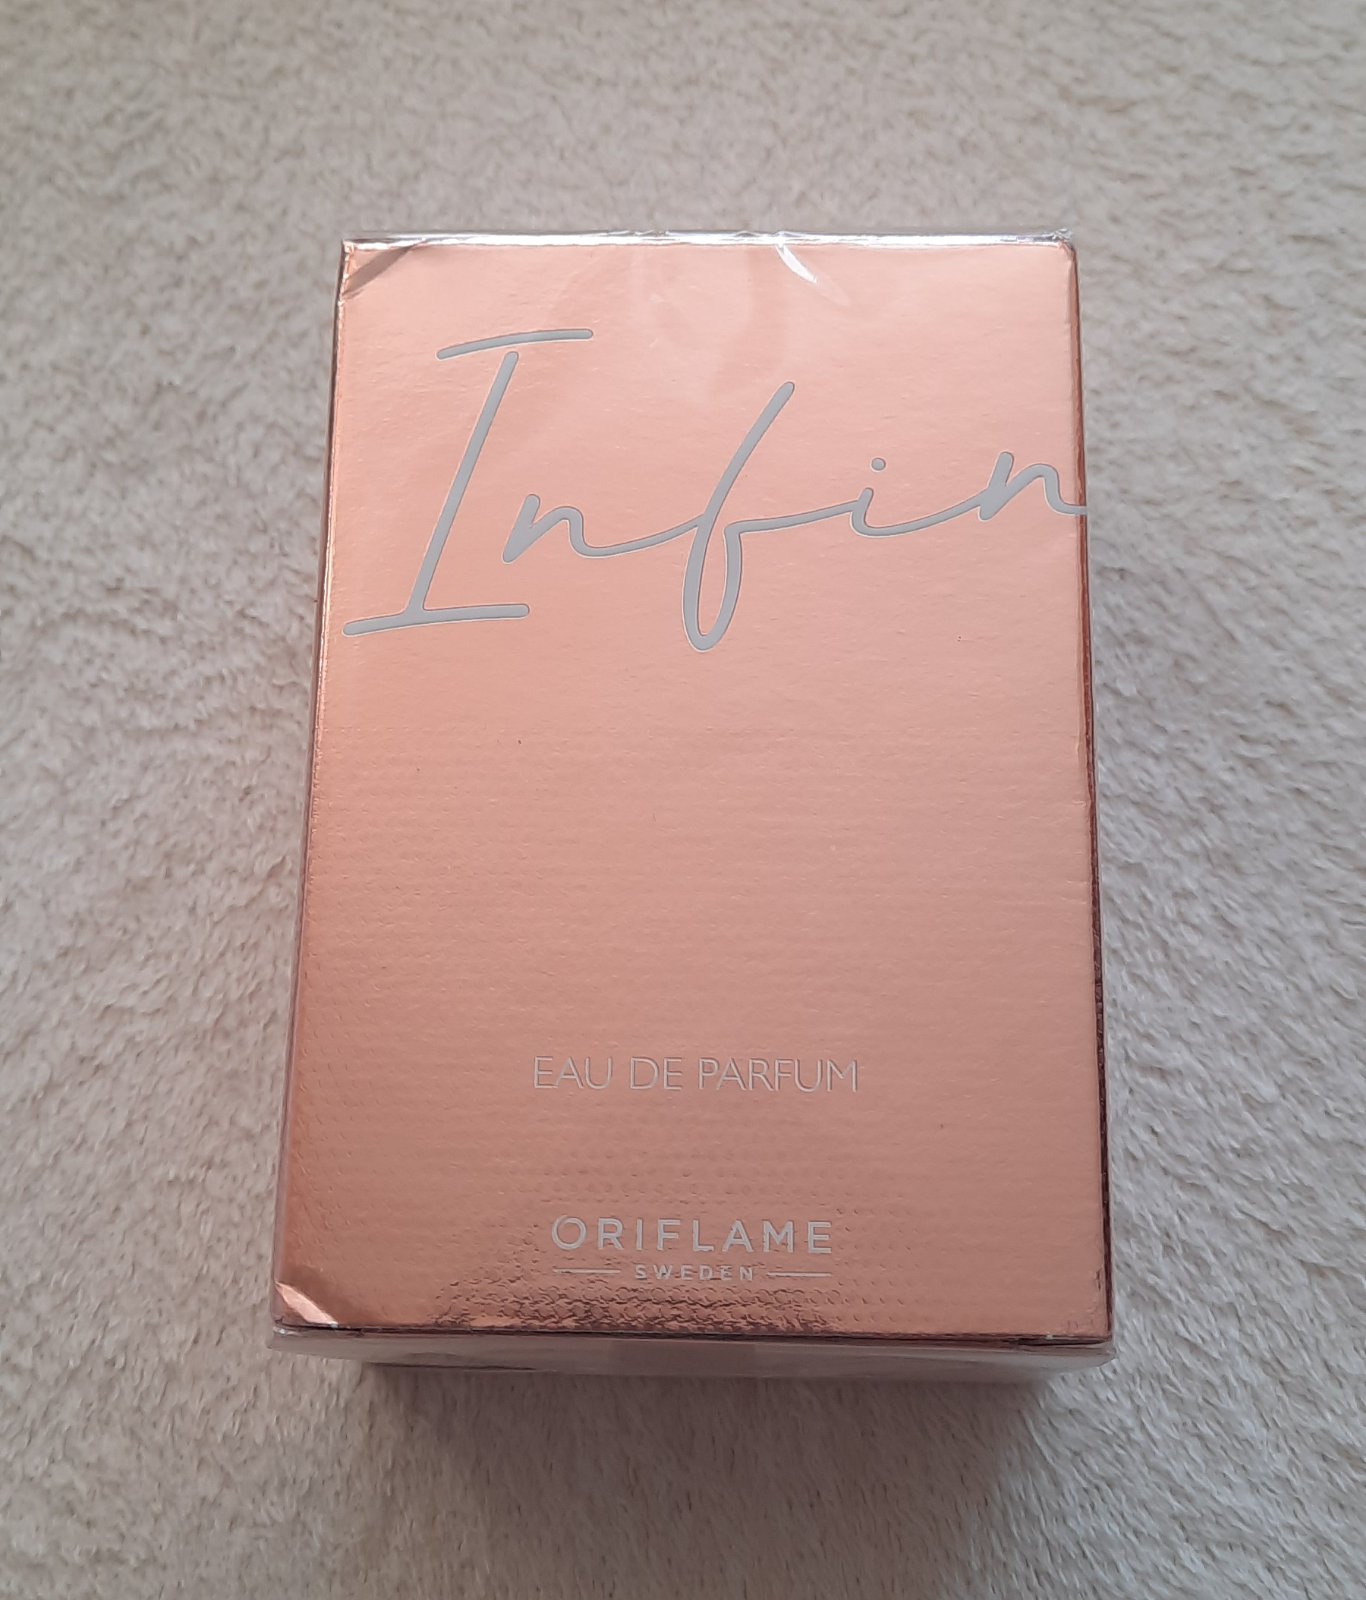 Infin
EAU DE PARFUM
ORIFLAME
SWEDEN